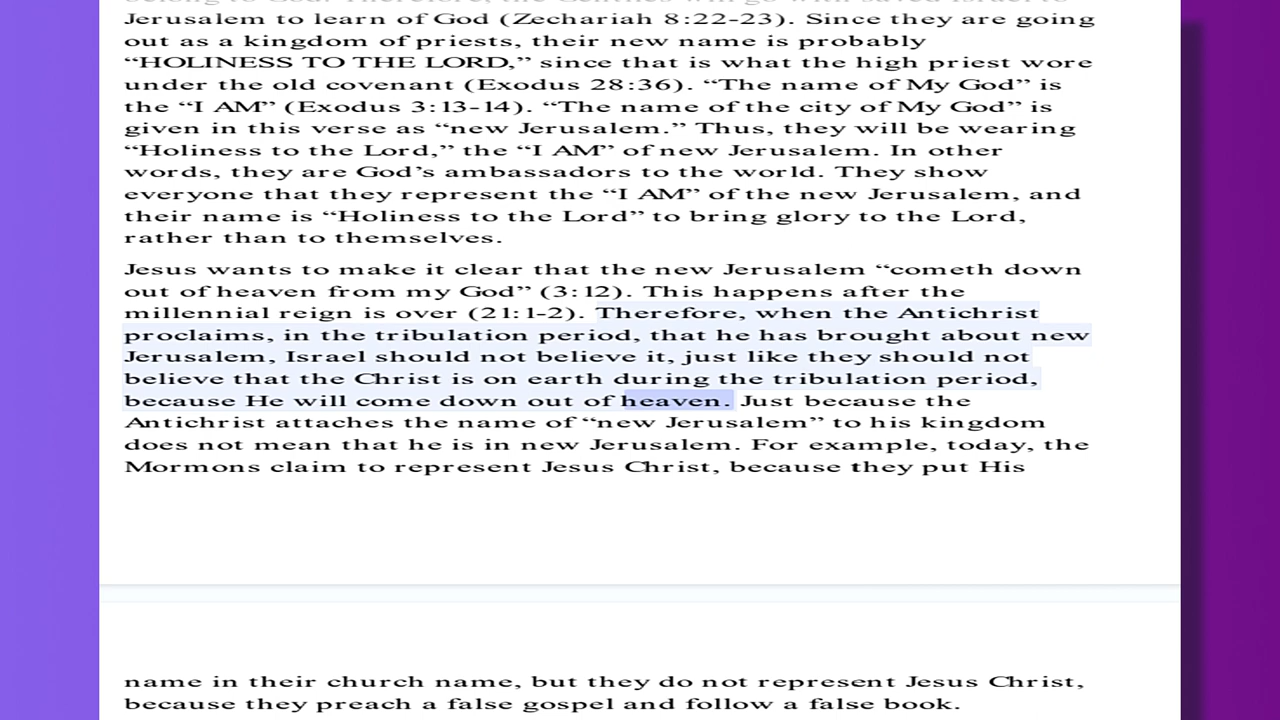 belong to God. Therefore, the Gentiles will go with saved Israel to
Jerusalem to learn of God (Zechariah 8:22-23). Since they are going
out as a kingdom of priests, their new name is probably
“HOLINESS TO THE LORD,” since that is what the high priest wore
under the old covenant (Exodus 28:36). “The name of My God” is
the “I AM” (Exodus 3:13-14). “The name of the city of My God” is
given in this verse as “new Jerusalem.” Thus, they will be wearing
“Holiness to the Lord,” the “I AM” of new Jerusalem. In other
words, they are God’s ambassadors to the world. They show
everyone that they represent the “I AM” of the new Jerusalem, and
their name is “Holiness to the Lord” to bring glory to the Lord,
rather than to themselves.
Jesus wants to make it clear that the new Jerusalem “cometh down
out of heaven from my God” (3:12). This happens after the
millennial reign is over (21:1-2). Therefore, when the Antichrist
proclaims, in the tribulation period, that he has brought about new
Jerusalem, Israel should not believe it, just like they should not
believe that the Christ is on earth during the tribulation period,
because He will come down out of heaven. Just because the
Antichrist attaches the name of “new Jerusalem” to his kingdom
does not mean that he is in new Jerusalem. For example, today, the
Mormons claim to represent Jesus Christ, because they put His
name in their church name, but they do not represent Jesus Christ,
because they preach a false gospel and follow a false book.